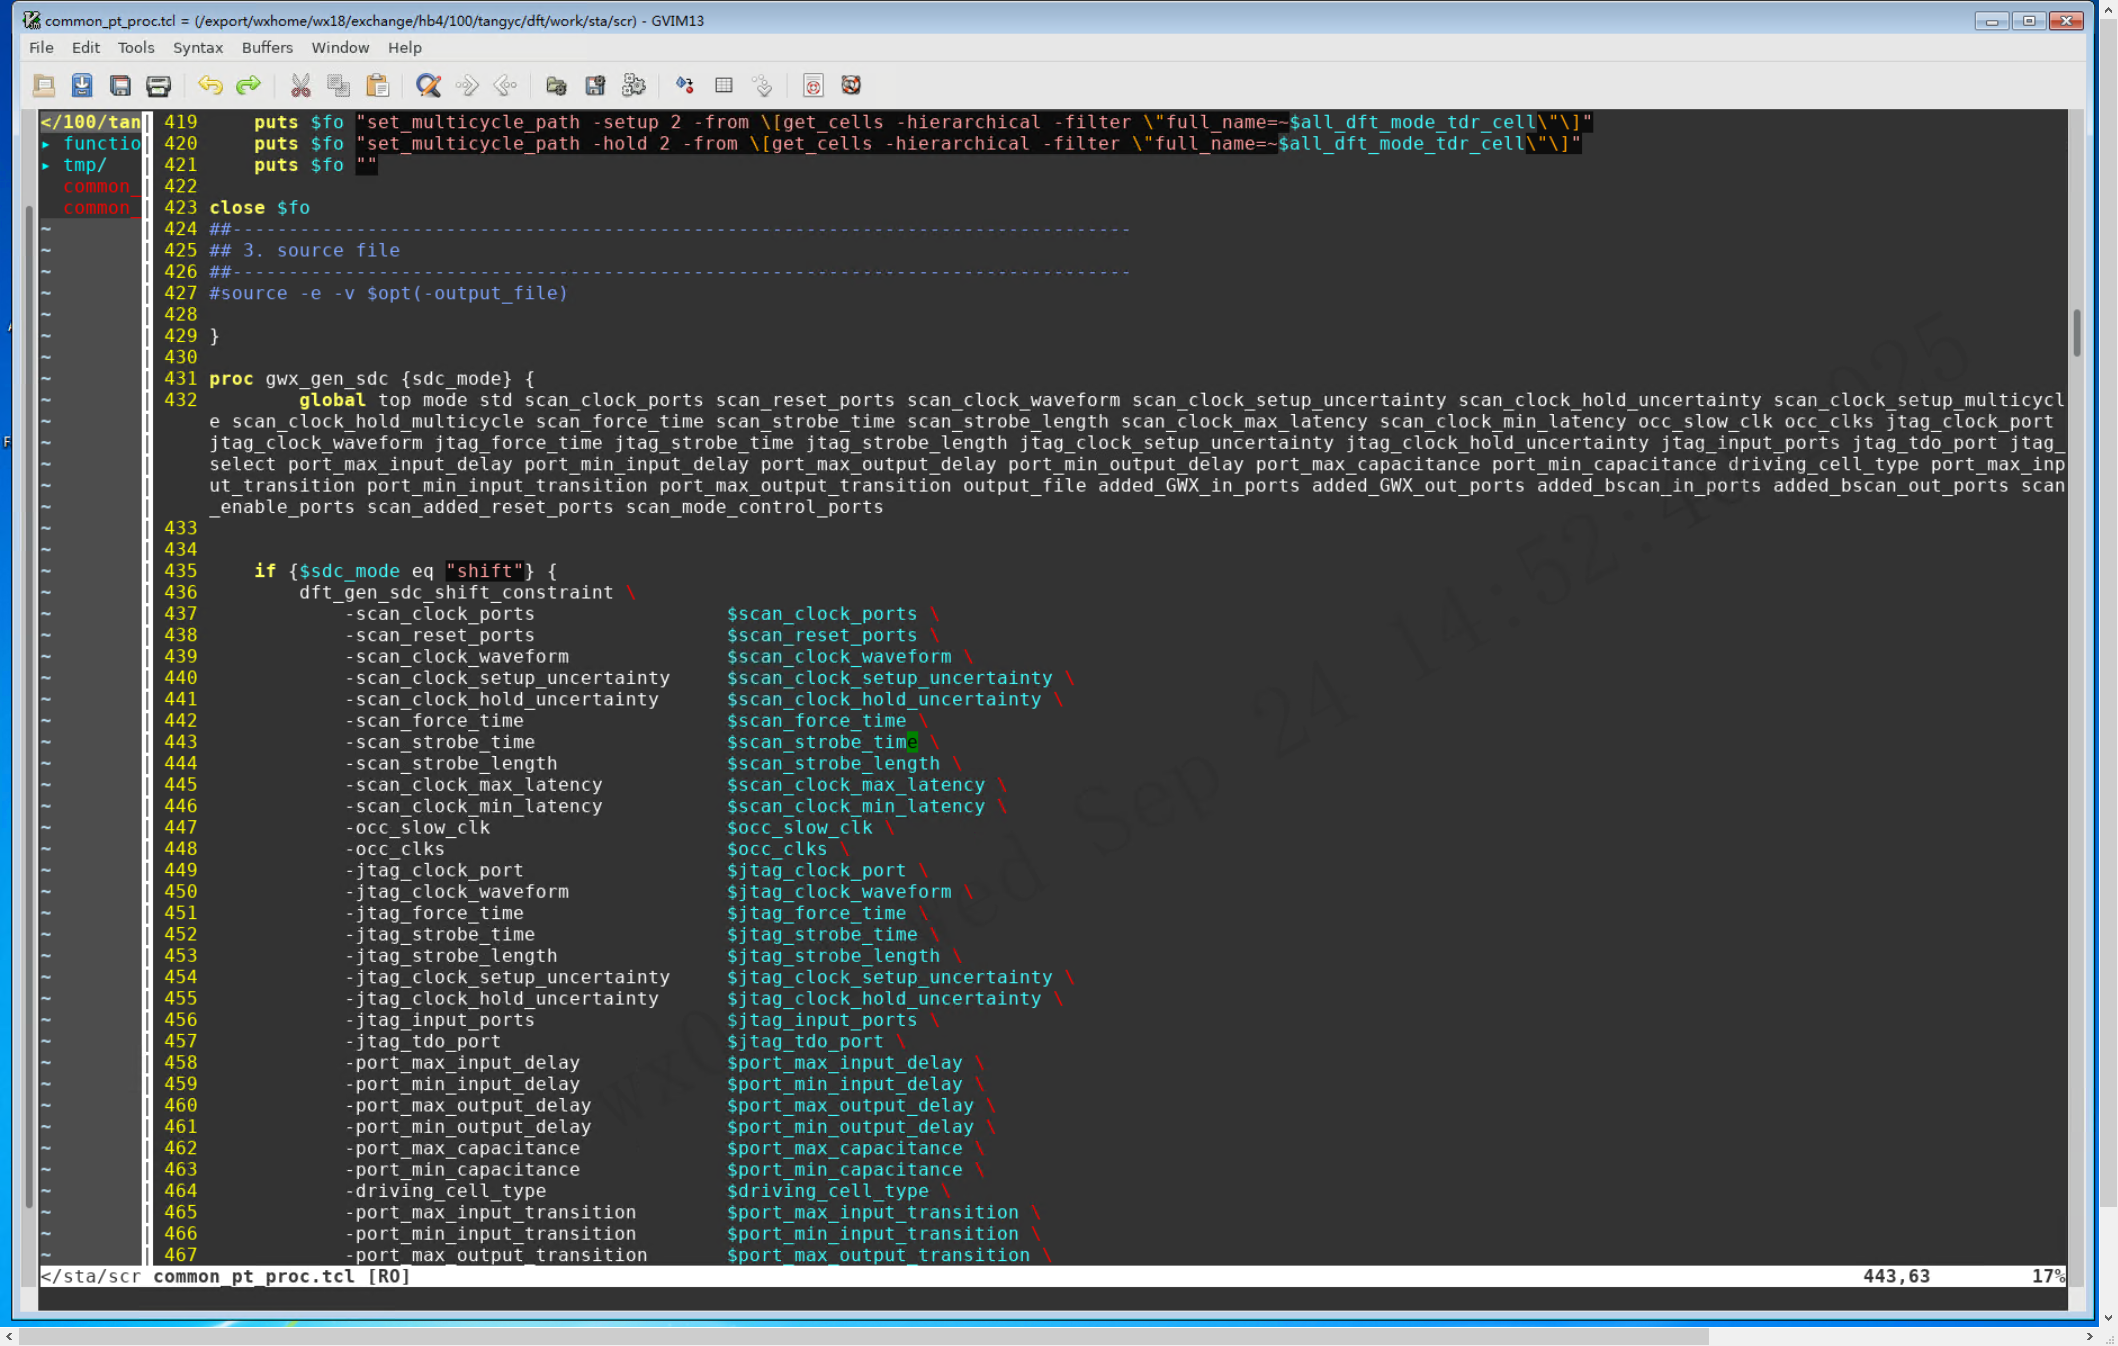 common_pt_proc.tcl = (/export/wxhome/wx18/exchange/hb4/100/tangyc/dft/work/sta/scr) - GVIM13
File Edit Tools Syntax Buffers Window Help
</100/tan
▸ functio
▸ tmp/
common_
common_
419     puts $fo "set_multicycle_path -setup 2 -from \[get_cells -hierarchical -filter \"full_name=~$all_dft_mode_tdr_cell\"\]"
420     puts $fo "set_multicycle_path -hold 2 -from \[get_cells -hierarchical -filter \"full_name=~$all_dft_mode_tdr_cell\"\]"
421     puts $fo ""
422
423 close $fo
424 ##--------------------------------------------------------------------------------
425 ## 3. source file
426 ##--------------------------------------------------------------------------------
427 #source -e -v $opt(-output_file)
428
429 }
430
431 proc gwx_gen_sdc {sdc_mode} {
432         global top mode std scan_clock_ports scan_reset_ports scan_clock_waveform scan_clock_setup_uncertainty scan_clock_hold_uncertainty scan_clock_setup_multicycl
e scan_clock_hold_multicycle scan_force_time scan_strobe_time scan_strobe_length scan_clock_max_latency scan_clock_min_latency occ_slow_clk occ_clks jtag_clock_port
jtag_clock_waveform jtag_force_time jtag_strobe_time jtag_strobe_length jtag_clock_setup_uncertainty jtag_clock_hold_uncertainty jtag_input_ports jtag_tdo_port jtag_
select port_max_input_delay port_min_input_delay port_max_output_delay port_min_output_delay port_max_capacitance port_min_capacitance driving_cell_type port_max_inp
ut_transition port_min_input_transition port_max_output_transition output_file added_GWX_in_ports added_GWX_out_ports added_bscan_in_ports added_bscan_out_ports scan
_enable_ports scan_added_reset_ports scan_mode_control_ports
433
434
435     if {$sdc_mode eq "shift"} {
436         dft_gen_sdc_shift_constraint \
437             -scan_clock_ports                 $scan_clock_ports \
438             -scan_reset_ports                 $scan_reset_ports \
439             -scan_clock_waveform              $scan_clock_waveform \
440             -scan_clock_setup_uncertainty     $scan_clock_setup_uncertainty \
441             -scan_clock_hold_uncertainty      $scan_clock_hold_uncertainty \
442             -scan_force_time                  $scan_force_time \
443             -scan_strobe_time                 $scan_strobe_time \
444             -scan_strobe_length               $scan_strobe_length \
445             -scan_clock_max_latency           $scan_clock_max_latency \
446             -scan_clock_min_latency           $scan_clock_min_latency \
447             -occ_slow_clk                     $occ_slow_clk \
448             -occ_clks                         $occ_clks \
449             -jtag_clock_port                  $jtag_clock_port \
450             -jtag_clock_waveform              $jtag_clock_waveform \
451             -jtag_force_time                  $jtag_force_time \
452             -jtag_strobe_time                 $jtag_strobe_time \
453             -jtag_strobe_length               $jtag_strobe_length \
454             -jtag_clock_setup_uncertainty     $jtag_clock_setup_uncertainty \
455             -jtag_clock_hold_uncertainty      $jtag_clock_hold_uncertainty \
456             -jtag_input_ports                 $jtag_input_ports \
457             -jtag_tdo_port                    $jtag_tdo_port \
458             -port_max_input_delay             $port_max_input_delay \
459             -port_min_input_delay             $port_min_input_delay \
460             -port_max_output_delay            $port_max_output_delay \
461             -port_min_output_delay            $port_min_output_delay \
462             -port_max_capacitance             $port_max_capacitance \
463             -port_min_capacitance             $port_min_capacitance \
464             -driving_cell_type                $driving_cell_type \
465             -port_max_input_transition        $port_max_input_transition \
466             -port_min_input_transition        $port_min_input_transition \
467             -port_max_output_transition       $port_max_output_transition \
</sta/scr common_pt_proc.tcl [RO] 443,63 17%